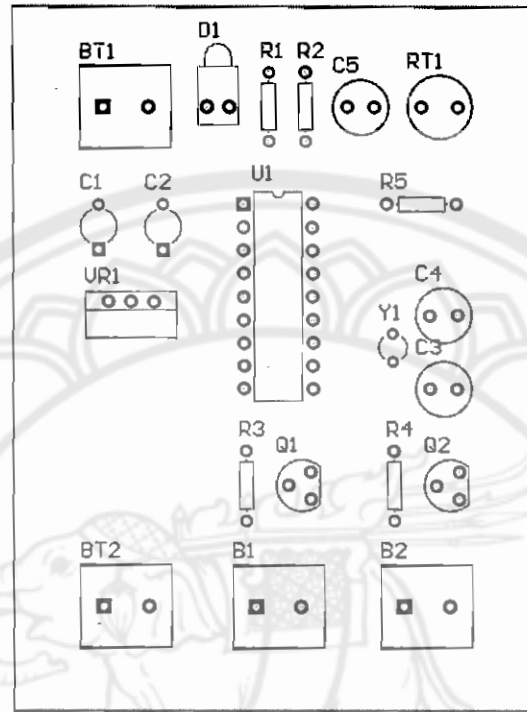 BT1 D1 R1 R2 C5 RT1
C1 C2 U1 R5
VR1 C4
Y1 C3
R3 Q1 R4 Q2
BT2 B1 B2